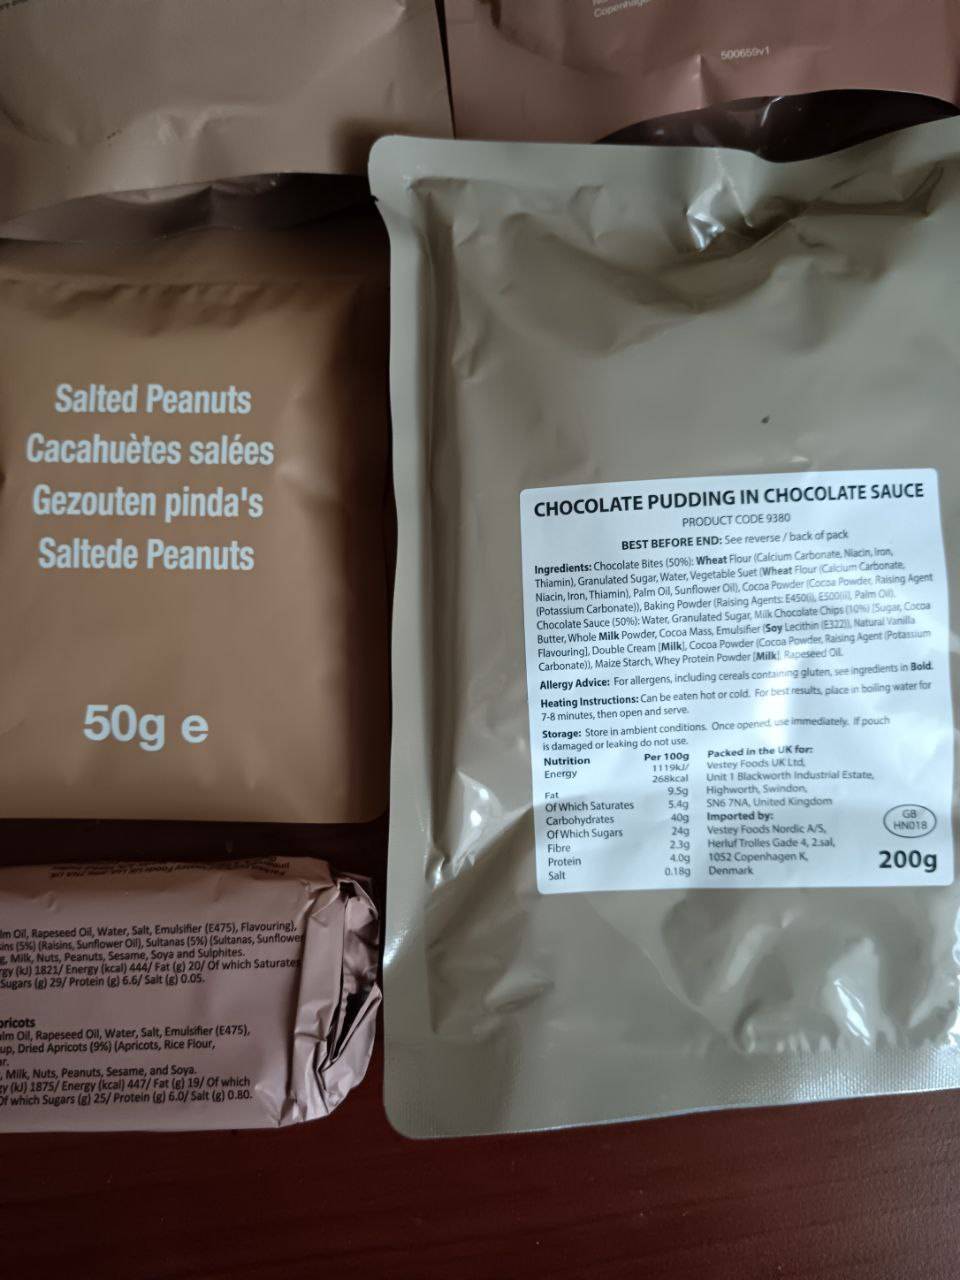 Copenhag
500659v1
Salted Peanuts
Cacahuètes salées
Gezouten pinda's
Saltede Peanuts
50g e
CHOCOLATE PUDDING IN CHOCOLATE SAUCE
PRODUCT CODE 9380
BEST BEFORE END: See reverse / back of pack
Ingredients: Chocolate Bites (50%): Wheat Flour (Calcium Carbonate, Niacin, Iron,
Thiamin), Granulated Sugar, Water, Vegetable Suet (Wheat Flour (Calcium Carbonate,
Niacin, Iron, Thiamin), Palm Oil, Sunflower Oil), Cocoa Powder (Cocoa Powder, Raising Agent
(Potassium Carbonate)), Baking Powder (Raising Agents: E450(i), E500(ii), Palm Oil).
Chocolate Sauce (50%): Water, Granulated Sugar, Milk Chocolate Chips (10%) [Sugar, Cocoa
Butter, Whole Milk Powder, Cocoa Mass, Emulsifier (Soy Lecithin (E322)), Natural Vanilla
Flavouring], Double Cream [Milk], Cocoa Powder (Cocoa Powder, Raising Agent (Potassium
Carbonate)), Maize Starch, Whey Protein Powder [Milk], Rapeseed Oil.
Allergy Advice: For allergens, including cereals containing gluten, see ingredients in Bold.
Heating Instructions: Can be eaten hot or cold. For best results, place in boiling water for
7-8 minutes, then open and serve.
Storage: Store in ambient conditions. Once opened, use immediately. If pouch
is damaged or leaking do not use.
Nutrition Per 100g
Energy 1119kJ/
268kcal
Fat 9.5g
Of Which Saturates 5.4g
Carbohydrates 40g
Of Which Sugars 24g
Fibre 2.3g
Protein 4.0g
Salt 0.18g
Packed in the UK for:
Vestey Foods UK Ltd,
Unit 1 Blackworth Industrial Estate,
Highworth, Swindon,
SN6 7NA, United Kingdom
Imported by:
Vestey Foods Nordic A/S,
Herluf Trolles Gade 4, 2.sal,
1052 Copenhagen K,
Denmark
GB
HN018
200g
lm Oil, Rapeseed Oil, Water, Salt, Emulsifier (E475), Flavouring),
ins (5%) (Raisins, Sunflower Oil), Sultanas (5%) (Sultanas, Sunflower
, Milk, Nuts, Peanuts, Sesame, Soya and Sulphites.
gy (kJ) 1821/ Energy (kcal) 444/ Fat (g) 20/ Of which Saturates
Sugars (g) 29/ Protein (g) 6.6/ Salt (g) 0.05.
pricots
lm Oil, Rapeseed Oil, Water, Salt, Emulsifier (E475),
up, Dried Apricots (9%) (Apricots, Rice Flour,
r.
, Milk, Nuts, Peanuts, Sesame, and Soya.
gy (kJ) 1875/ Energy (kcal) 447/ Fat (g) 19/ Of which
Of which Sugars (g) 25/ Protein (g) 6.0/ Salt (g) 0.80.